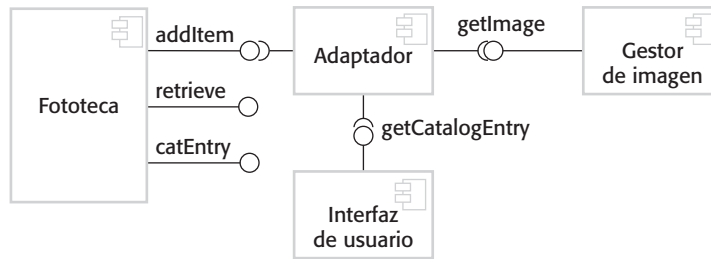 addItem
getImage
Adaptador
Gestor
de imagen
retrieve
Fototeca
getCatalogEntry
catEntry
Interfaz
de usuario